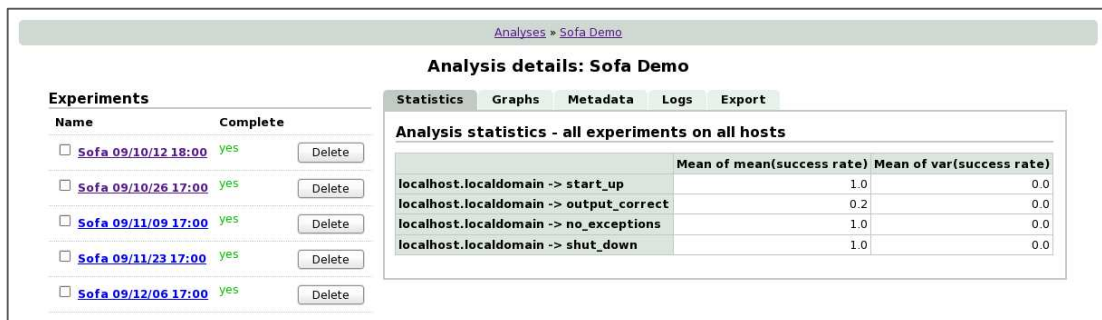 Analyses » Sofa Demo
Analysis details: Sofa Demo
Experiments
Name Complete
Sofa 09/10/12 18:00 yes Delete
Sofa 09/10/26 17:00 yes Delete
Sofa 09/11/09 17:00 yes Delete
Sofa 09/11/23 17:00 yes Delete
Sofa 09/12/06 17:00 yes Delete
Statistics Graphs Metadata Logs Export
Analysis statistics - all experiments on all hosts
Mean of mean(success rate) Mean of var(success rate)
localhost.localdomain -> start_up 1.0 0.0
localhost.localdomain -> output_correct 0.2 0.0
localhost.localdomain -> no_exceptions 1.0 0.0
localhost.localdomain -> shut_down 1.0 0.0